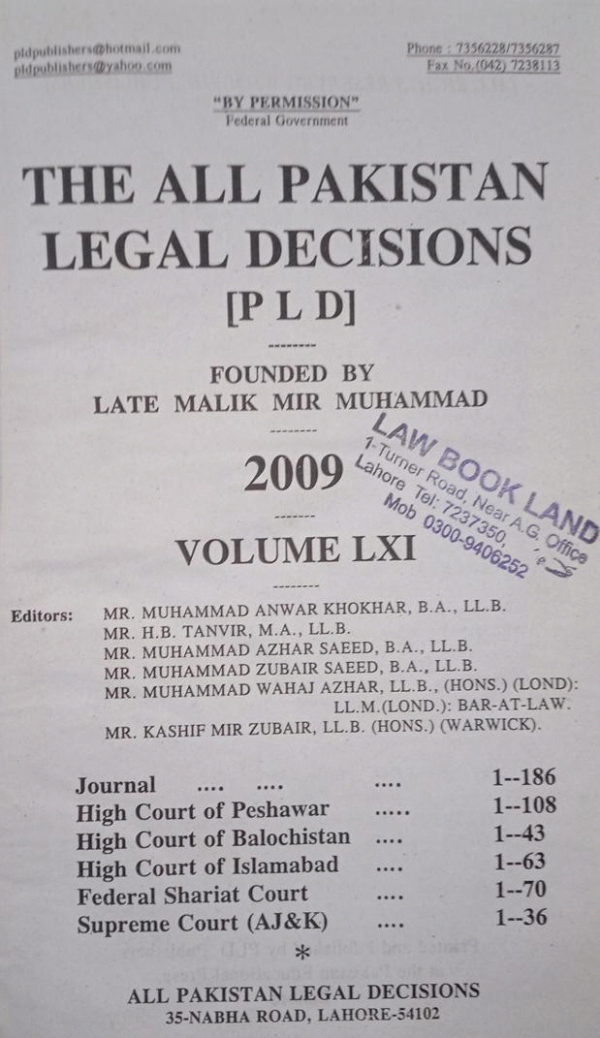 pldpublishers@hotmail.com
pldpublishers@yahoo.com
Phone : 7356228/7356287
Fax No.(042) 7238113
"BY PERMISSION"
Federal Government
THE ALL PAKISTAN
LEGAL DECISIONS
[P L D]
--------
FOUNDED BY
LATE MALIK MIR MUHAMMAD
--------
2009
-------
VOLUME LXI
--------
LAW BOOK LAND
1-Turner Road, Near A.G. Office
Lahore Tel: 7237350,
Mob 0300-9406252
Editors: MR. MUHAMMAD ANWAR KHOKHAR, B.A., LL.B.
MR. H.B. TANVIR, M.A., LL.B.
MR. MUHAMMAD AZHAR SAEED, B.A., LL.B.
MR. MUHAMMAD ZUBAIR SAEED, B.A., LL.B.
MR. MUHAMMAD WAHAJ AZHAR, LL.B., (HONS.) (LOND):
LL.M.(LOND.): BAR-AT-LAW.
MR. KASHIF MIR ZUBAIR, LL.B. (HONS.) (WARWICK).
Journal .... .... .... 1--186
High Court of Peshawar ..... 1--108
High Court of Balochistan .... 1--43
High Court of Islamabad .... 1--63
Federal Shariat Court .... 1--70
Supreme Court (AJ&K) .... 1--36
*
ALL PAKISTAN LEGAL DECISIONS
35-NABHA ROAD, LAHORE-54102